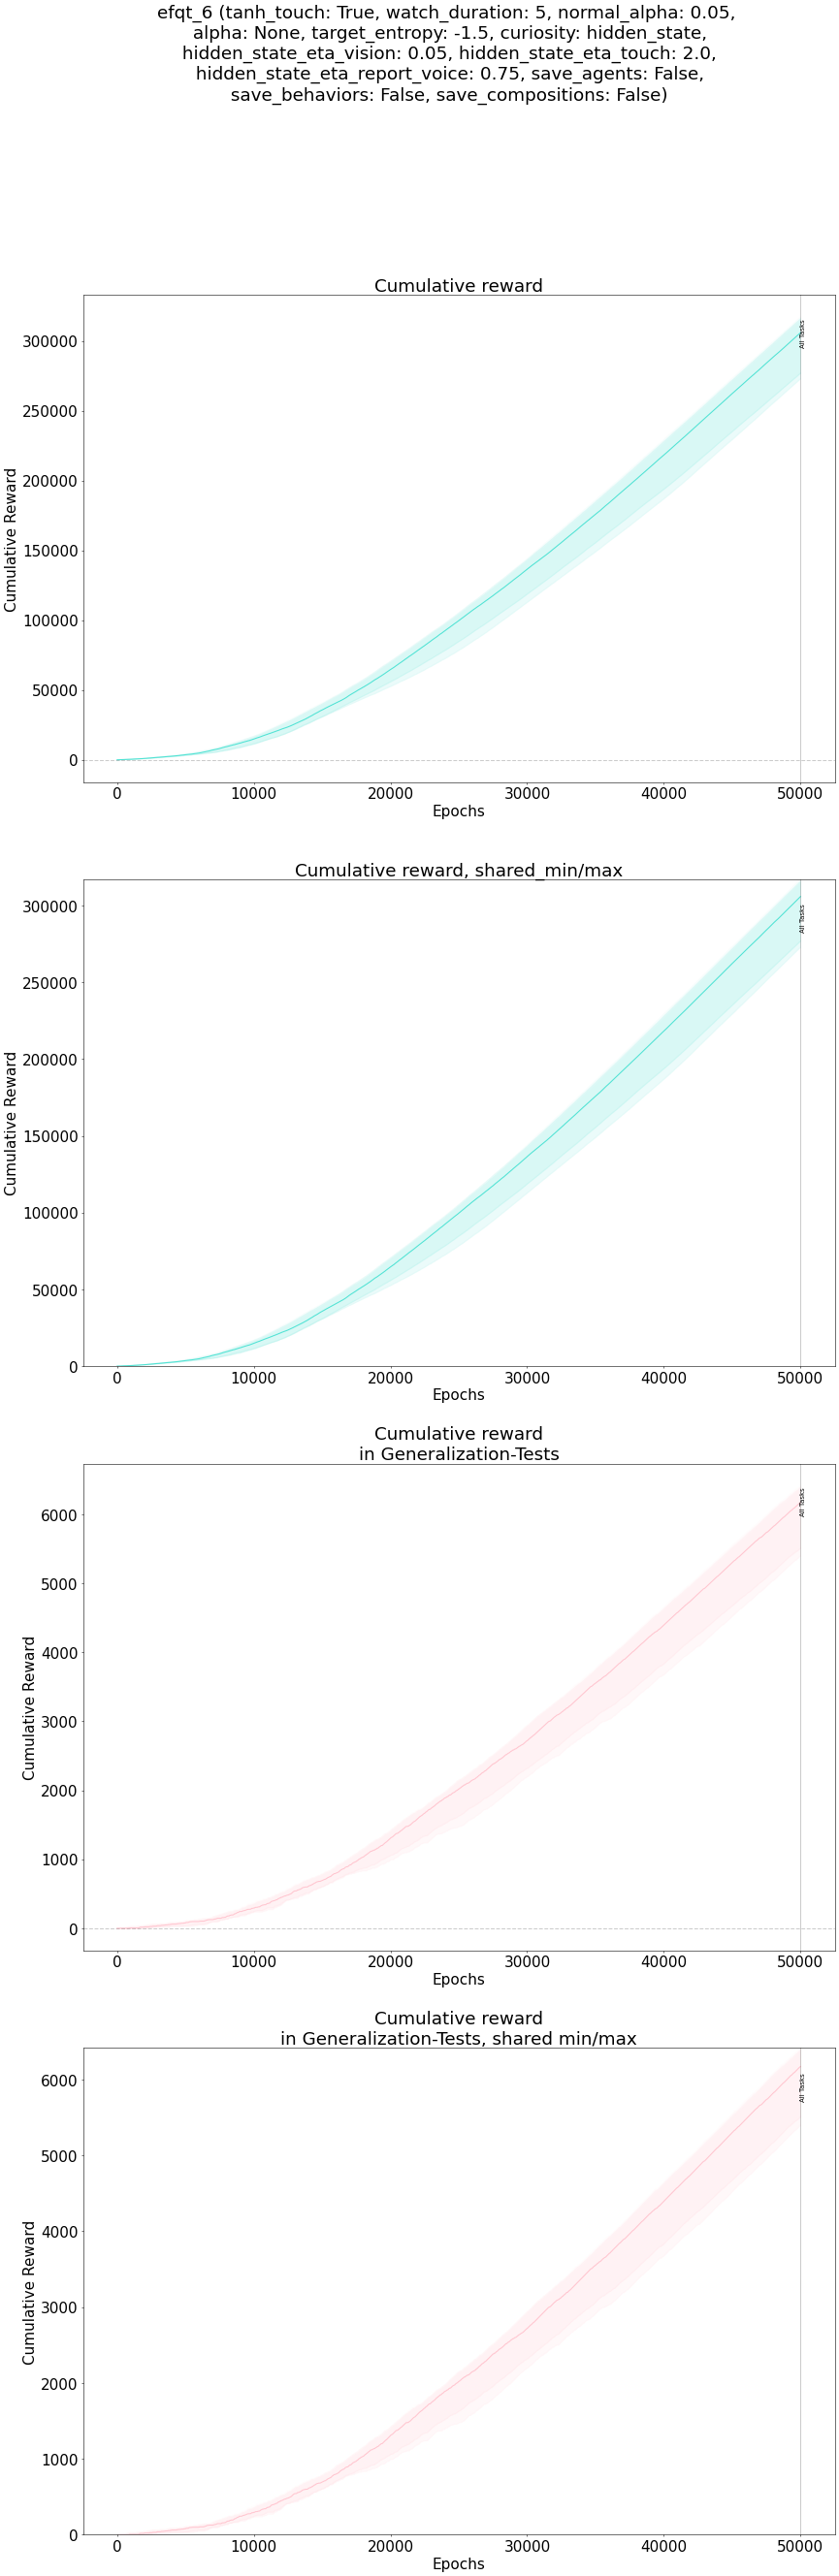 efqt_6 (tanh_touch: True, watch_duration: 5, normal_alpha: 0.05,
alpha: None, target_entropy: -1.5, curiosity: hidden_state,
hidden_state_eta_vision: 0.05, hidden_state_eta_touch: 2.0,
hidden_state_eta_report_voice: 0.75, save_agents: False,
save_behaviors: False, save_compositions: False)
Cumulative reward
Cumulative Reward
300000
250000
200000
150000
100000
50000
0
All Tasks
0 10000 20000 30000 40000 50000
Epochs
Cumulative reward, shared_min/max
Cumulative Reward
300000
250000
200000
150000
100000
50000
0
All Tasks
0 10000 20000 30000 40000 50000
Epochs
Cumulative reward
in Generalization-Tests
Cumulative Reward
6000
5000
4000
3000
2000
1000
0
All Tasks
0 10000 20000 30000 40000 50000
Epochs
Cumulative reward
in Generalization-Tests, shared min/max
Cumulative Reward
6000
5000
4000
3000
2000
1000
0
All Tasks
0 10000 20000 30000 40000 50000
Epochs